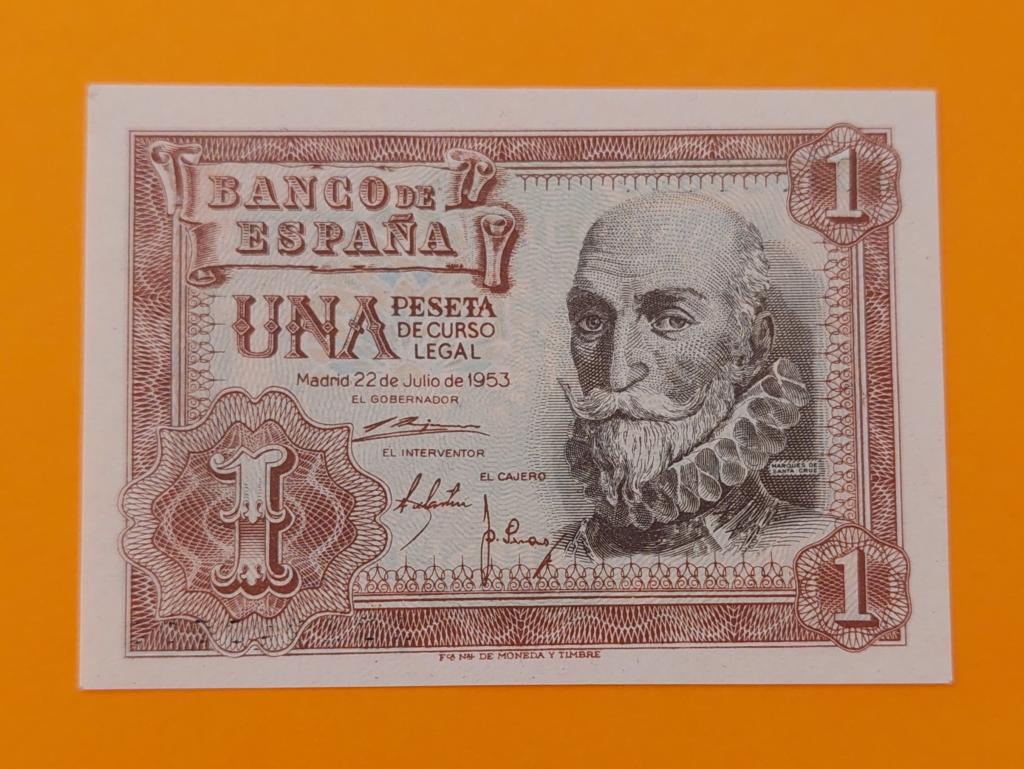 BANCO DE
ESPAÑA
UNA PESETA
DE CURSO
LEGAL
Madrid 22 de Julio de 1953
EL GOBERNADOR
EL INTERVENTOR
EL CAJERO
MARQUES DE
SANTA CRUZ
1
1
1
1
FCA NAL DE MONEDA Y TIMBRE